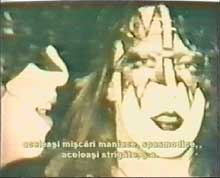 aceleaşi mişcări maniace, spasmodice,
aceleaşi strigăte, ş.a.